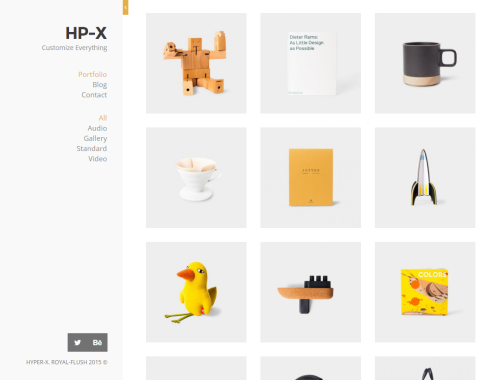 HP-X
Customize Everything
Portfolio
Blog
Contact
All
Audio
Gallery
Standard
Video
HYPER-X. ROYAL-FLUSH 2015 ©
Dieter Rams:
As Little Design
as Possible
COLORS